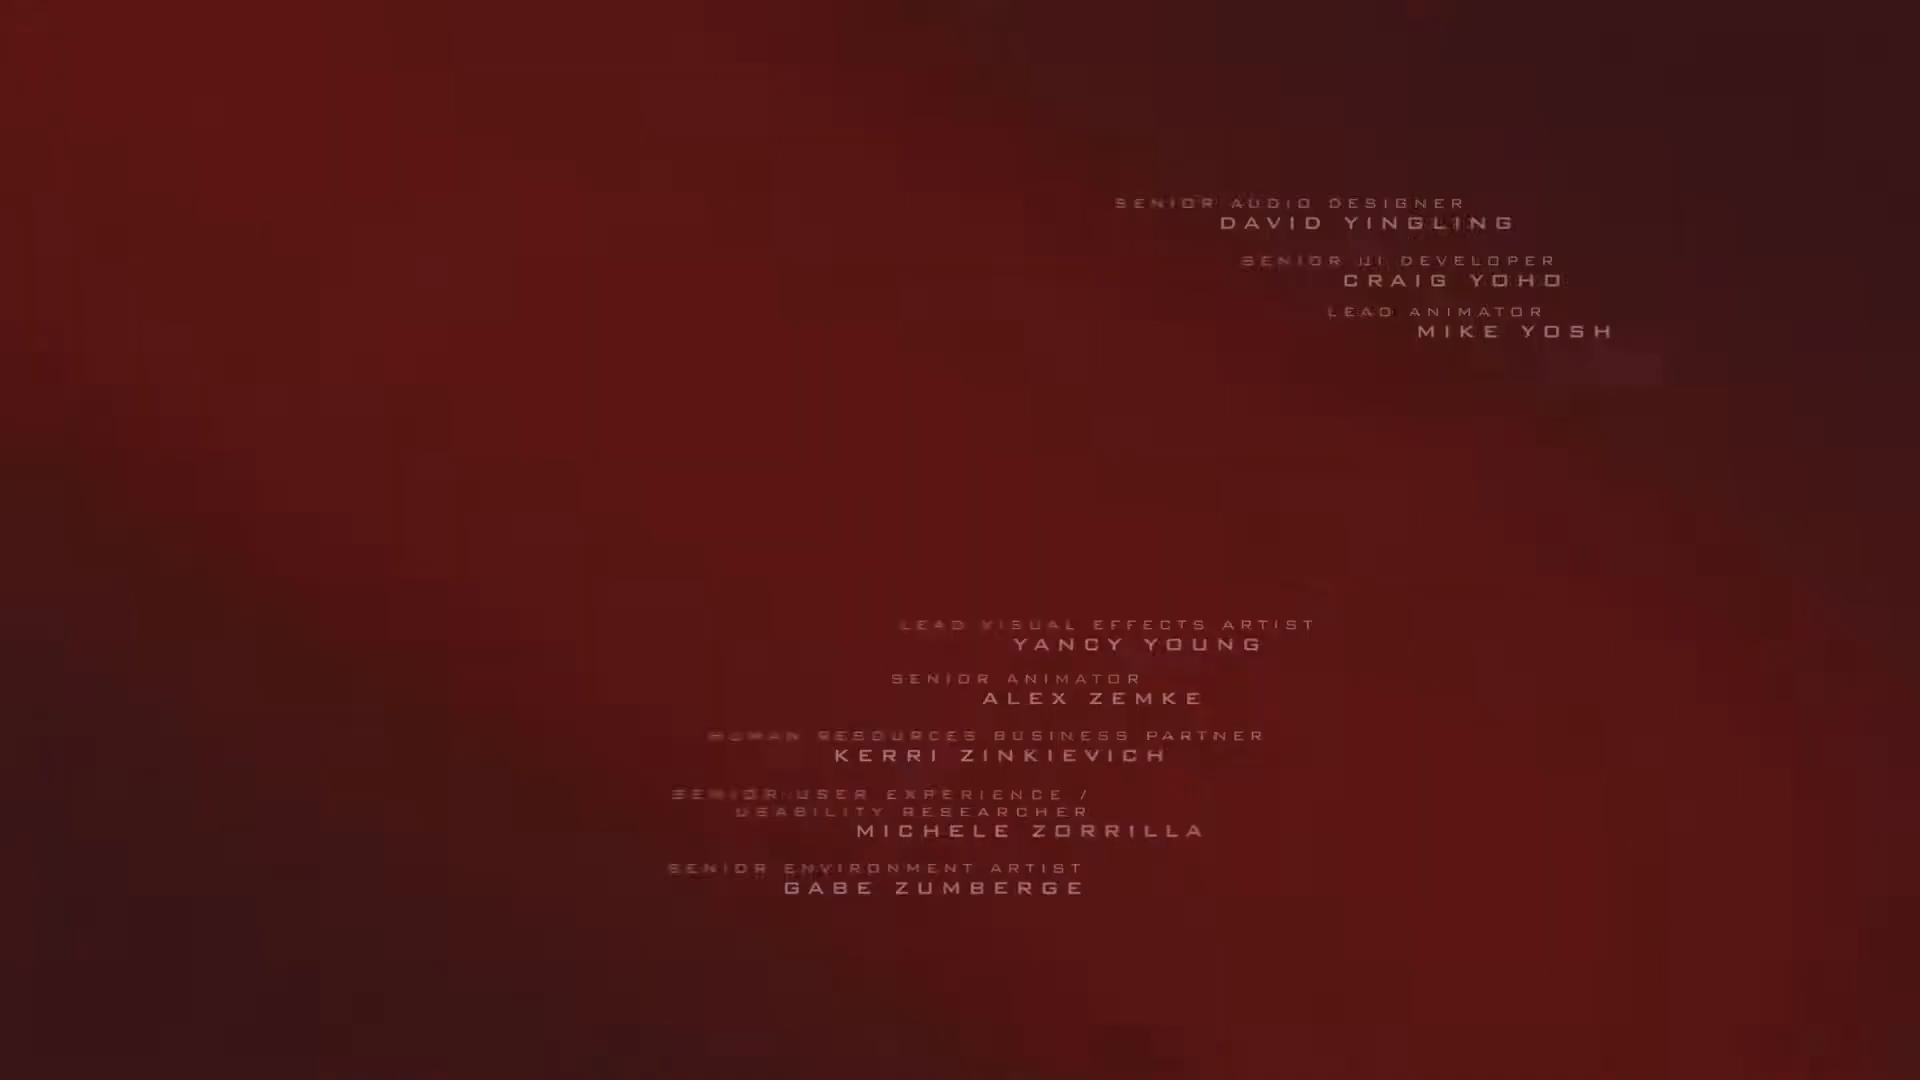 SENIOR AUDIO DESIGNER
DAVID YINGLING
SENIOR UI DEVELOPER
CRAIG YOHO
LEAD ANIMATOR
MIKE YOSH
LEAD VISUAL EFFECTS ARTIST
YANCY YOUNG
SENIOR ANIMATOR
ALEX ZEMKE
HUMAN RESOURCES BUSINESS PARTNER
KERRI ZINKIEVICH
SENIOR USER EXPERIENCE /
USABILITY RESEARCHER
MICHELE ZORRILLA
SENIOR ENVIRONMENT ARTIST
GABE ZUMBERGE